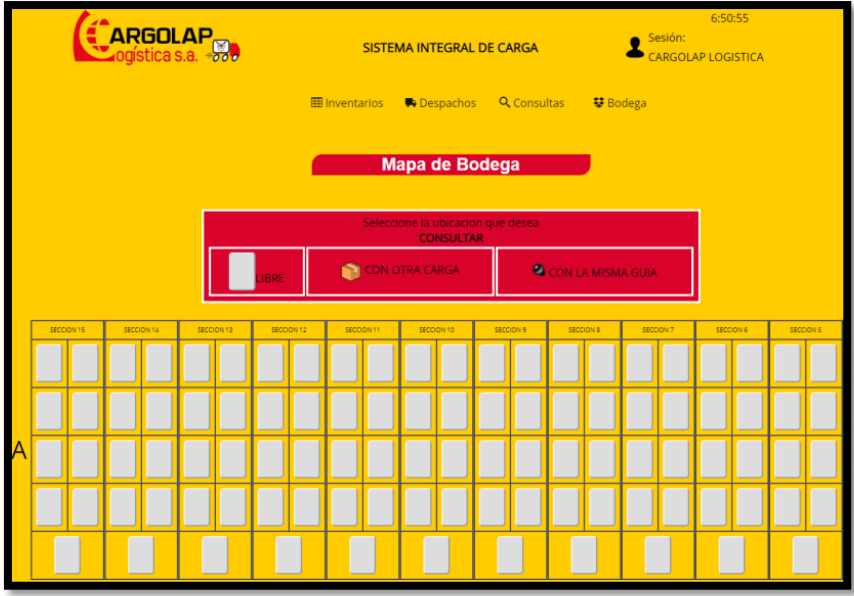 6:50:55
CARGOLAP
Logística s.a.
SISTEMA INTEGRAL DE CARGA
Sesión:
CARGOLAP LOGISTICA
Inventarios Despachos Consultas Bodega
Mapa de Bodega
Seleccione la ubicacion que desea
CONSULTAR
LIBRE CON OTRA CARGA CON LA MISMA GUIA
SECCION 15 SECCION 14 SECCION 13 SECCION 12 SECCION 11 SECCION 10 SECCION 9 SECCION 8 SECCION 7 SECCION 6 SECCION 5
A